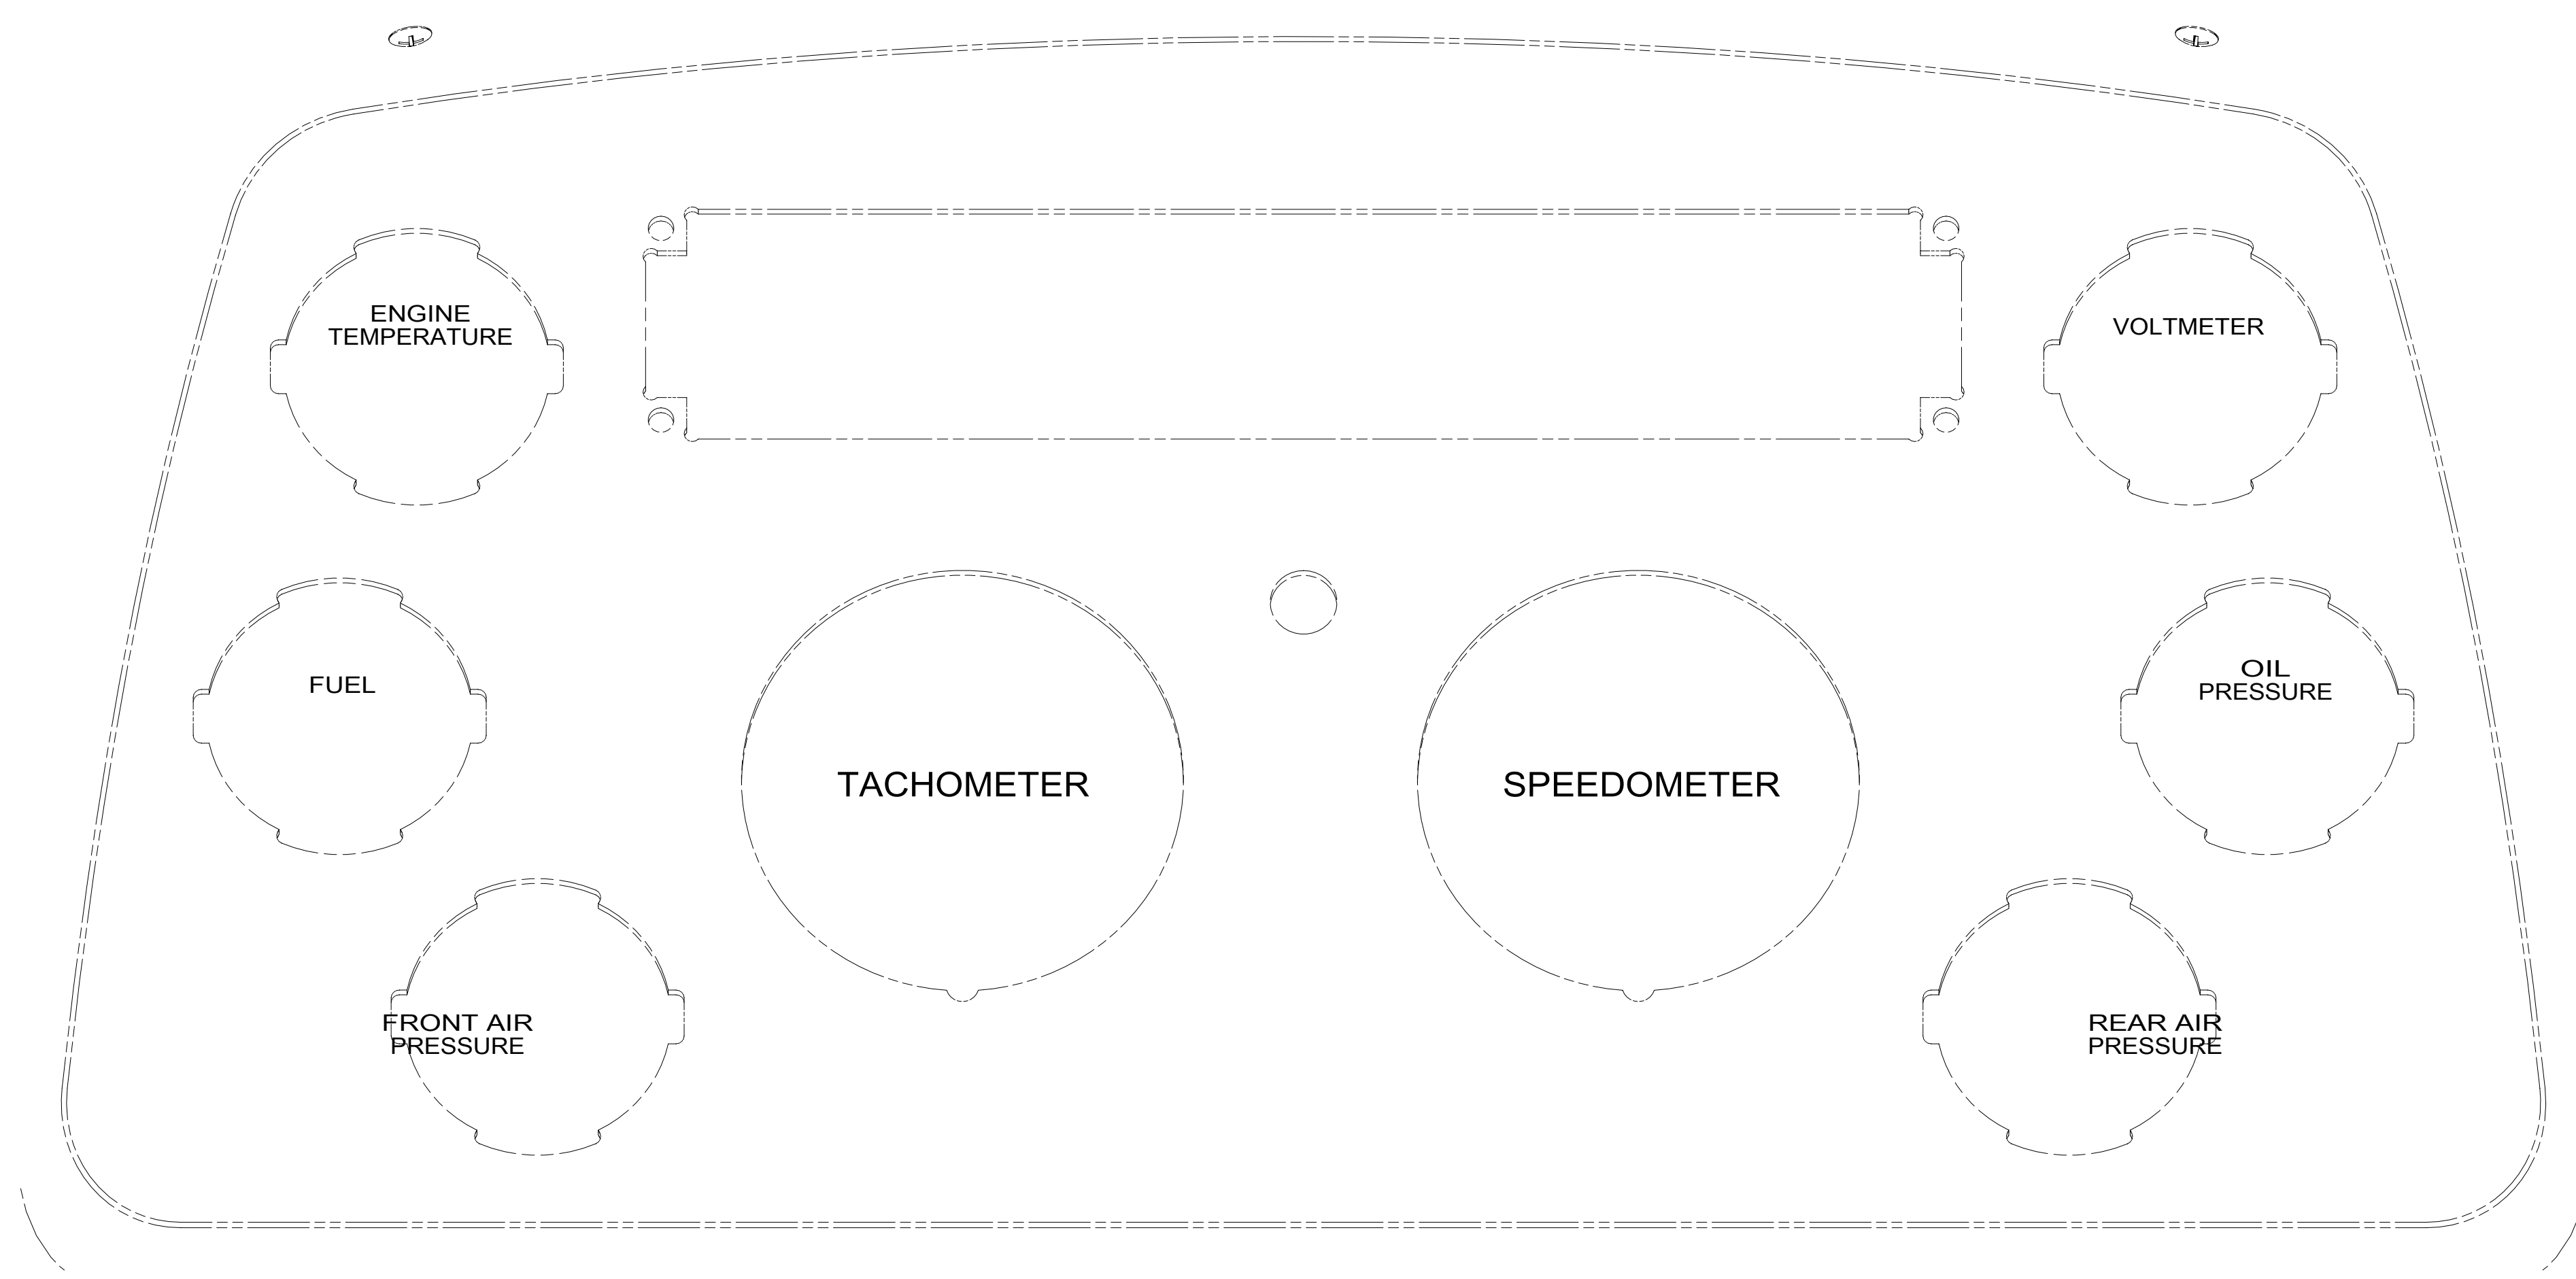 ENGINE
TEMPERATURE
VOLTMETER
FUEL
OIL
PRESSURE
TACHOMETER
SPEEDOMETER
FRONT AIR
PRESSURE
REAR AIR
PRESSURE